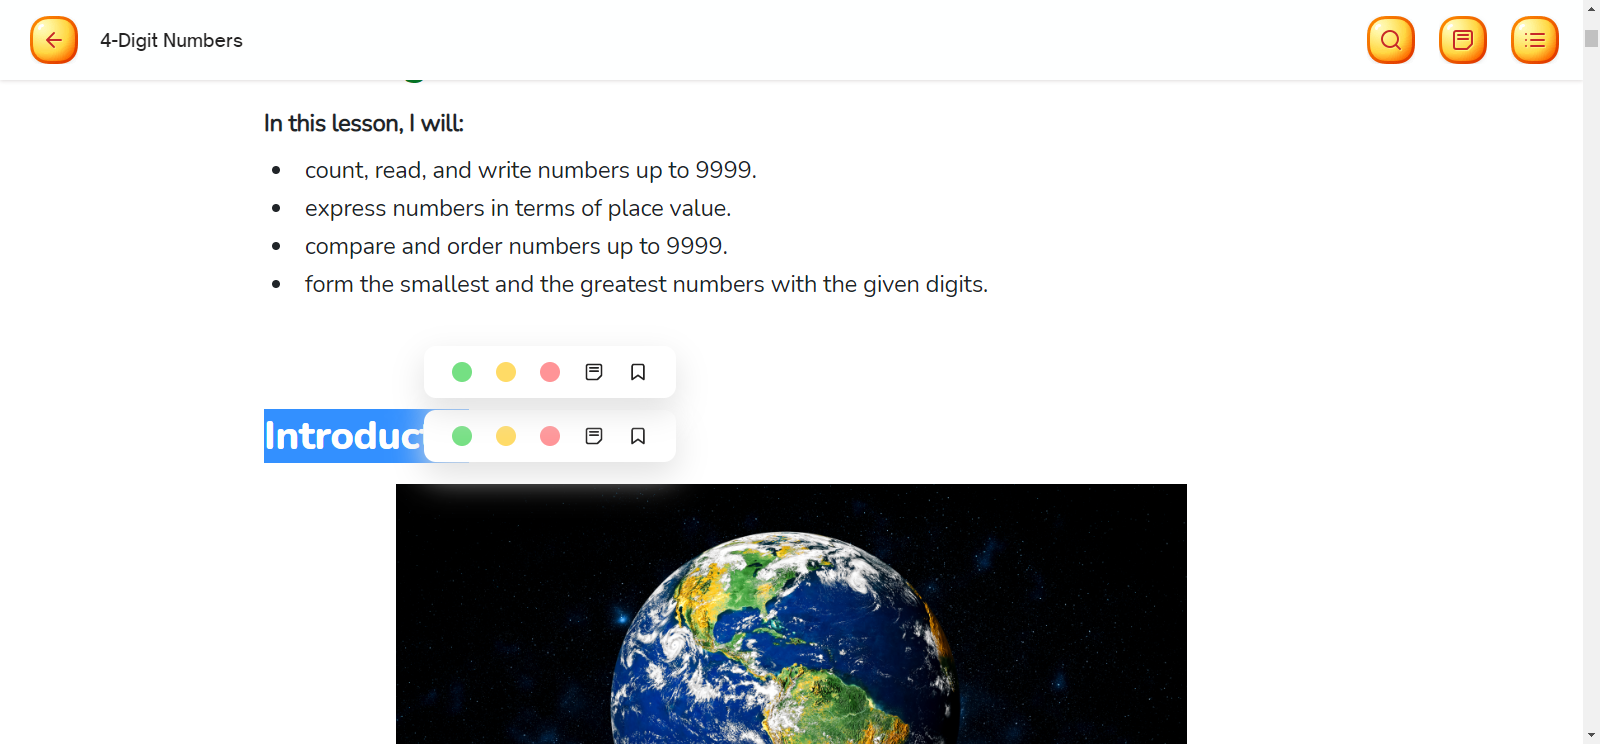 4-Digit Numbers
In this lesson, I will:
count, read, and write numbers up to 9999.
express numbers in terms of place value.
compare and order numbers up to 9999.
form the smallest and the greatest numbers with the given digits.
Introduct